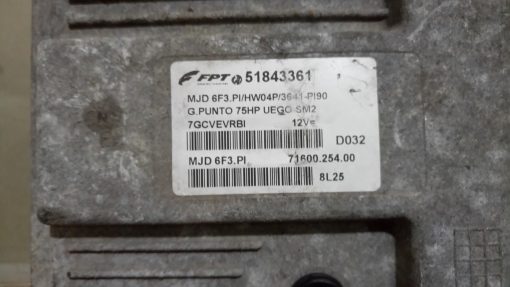 FPT 51843361
MJD 6F3.PI/HW04P/3641-PI90
G.PUNTO 75HP UEGO SM2
7GCVEVRBI 12V=
D032
MJD 6F3.PI. 71600.254.00
8L25